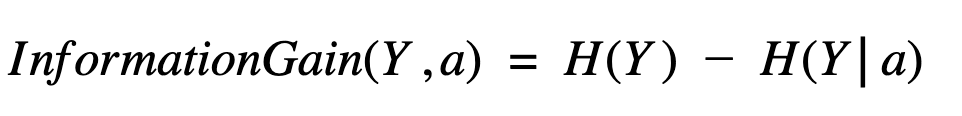 InformationGain(Y ,a) = H(Y) − H(Y| a)